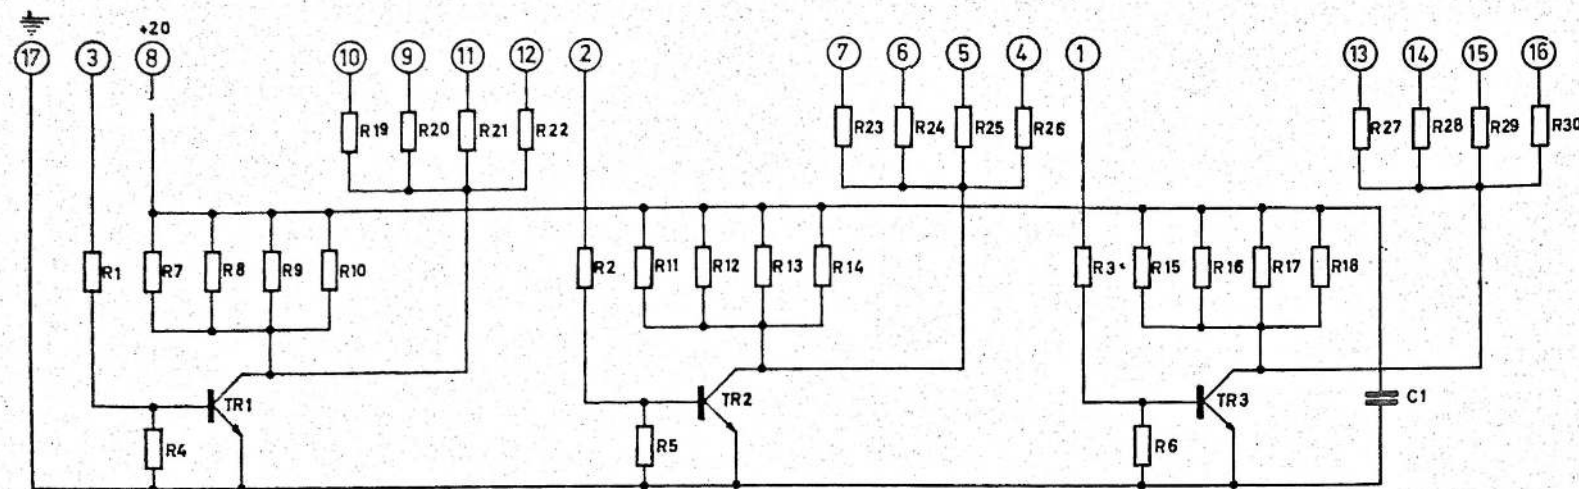 +20
17 3 8 10 9 11 12 2 7 6 5 4 1 13 14 15 16
R19 R20 R21 R22 R23 R24 R25 R26 R27 R28 R29 R30
R1 R7 R8 R9 R10 R2 R11 R12 R13 R14 R3 R15 R16 R17 R18
TR1 TR2 TR3 C1
R4 R5 R6